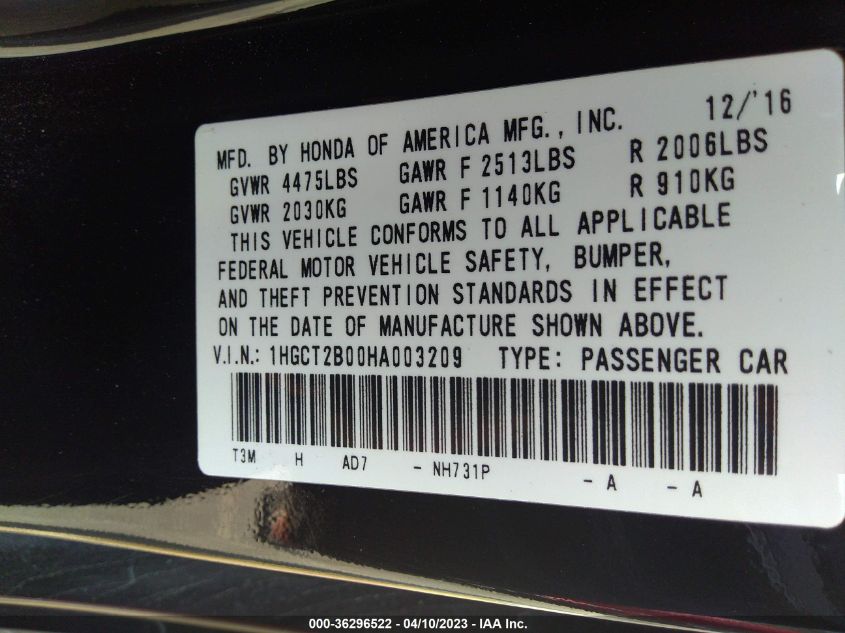 12/'16
MFD. BY HONDA OF AMERICA MFG., INC.
GVWR 4475LBS GAWR F 2513LBS R 2006LBS
GVWR 2030KG GAWR F 1140KG R 910KG
THIS VEHICLE CONFORMS TO ALL APPLICABLE
FEDERAL MOTOR VEHICLE SAFETY, BUMPER,
AND THEFT PREVENTION STANDARDS IN EFFECT
ON THE DATE OF MANUFACTURE SHOWN ABOVE.
V.I.N.: 1HGCT2B00HA003209 TYPE: PASSENGER CAR
T3M H AD7 - NH731P - A - A
000-36296522 - 04/10/2023 - IAA Inc.